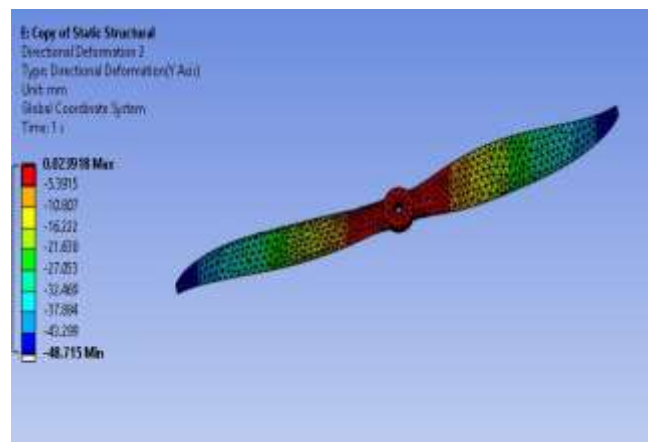 E: Copy of Static Structural
Directional Deformation 2
Type: Directional Deformation(Y Axis)
Unit: mm
Global Coordinate System
Time: 1 s
0.023918 Max
-5.3915
-10.807
-16.222
-21.638
-27.053
-32.469
-37.884
-43.299
-48.715 Min